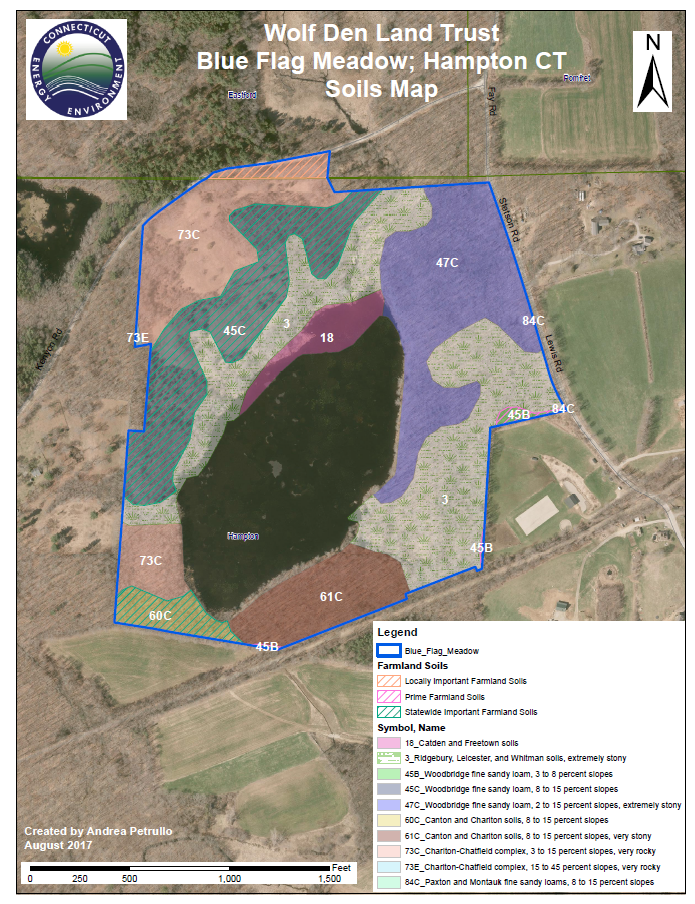 Wolf Den Land Trust
Blue Flag Meadow; Hampton CT
Soils Map
CONNECTICUT
ENERGY ENVIRONMENT
N
Eastford
Pomfret
Fay Rd
Stetson Rd
73C
47C
84C
73E
45C
3
18
Kenyon Rd
Lewis Rd
45B
84C
3
Hampton
45B
73C
61C
60C
45B
Legend
Blue_Flag_Meadow
Farmland Soils
Locally Important Farmland Soils
Prime Farmland Soils
Statewide Important Farmland Soils
Symbol, Name
18_Catden and Freetown soils
3_Ridgebury, Leicester, and Whitman soils, extremely stony
45B_Woodbridge fine sandy loam, 3 to 8 percent slopes
45C_Woodbridge fine sandy loam, 8 to 15 percent slopes
47C_Woodbridge fine sandy loam, 2 to 15 percent slopes, extremely stony
60C_Canton and Charlton soils, 8 to 15 percent slopes
61C_Canton and Charlton soils, 8 to 15 percent slopes, very stony
73C_Charlton-Chatfield complex, 3 to 15 percent slopes, very rocky
73E_Charlton-Chatfield complex, 15 to 45 percent slopes, very rocky
84C_Paxton and Montauk fine sandy loams, 8 to 15 percent slopes
Created by Andrea Petrullo
August 2017
Feet
0 250 500 1,000 1,500